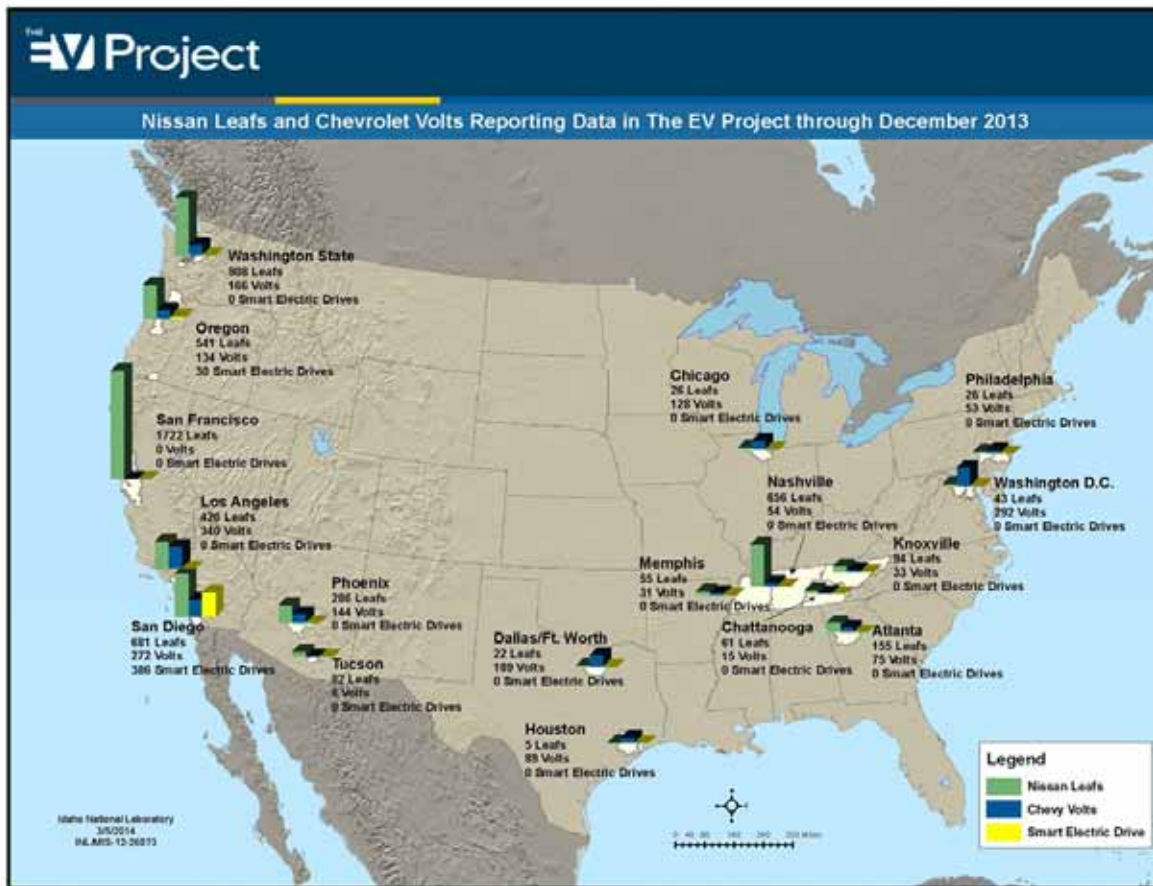 THE
EV Project
Nissan Leafs and Chevrolet Volts Reporting Data in The EV Project through December 2013
Washington State
908 Leafs
166 Volts
0 Smart Electric Drives
Oregon
541 Leafs
134 Volts
30 Smart Electric Drives
San Francisco
1722 Leafs
0 Volts
0 Smart Electric Drives
Los Angeles
426 Leafs
340 Volts
0 Smart Electric Drives
San Diego
681 Leafs
272 Volts
386 Smart Electric Drives
Phoenix
286 Leafs
144 Volts
0 Smart Electric Drives
Tucson
82 Leafs
6 Volts
0 Smart Electric Drives
Dallas/Ft. Worth
22 Leafs
189 Volts
0 Smart Electric Drives
Houston
5 Leafs
Volts
0 Smart Electric Drives
Chicago
26 Leafs
128 Volts
0 Smart Electric Drives
Philadelphia
26 Leafs
53 Volts
0 Smart Electric Drives
Washington D.C.
43 Leafs
292 Volts
0 Smart Electric Drives
Nashville
656 Leafs
54 Volts
0 Smart Electric Drives
Knoxville
94 Leafs
33 Volts
0 Smart Electric Drives
Memphis
55 Leafs
31 Volts
0 Smart Electric Drives
Chattanooga
61 Leafs
15 Volts
0 Smart Electric Drives
Atlanta
155 Leafs
75 Volts
0 Smart Electric Drives
Legend
Nissan Leafs
Chevy Volts
Smart Electric Drive
Idaho National Laboratory
3/5/2014